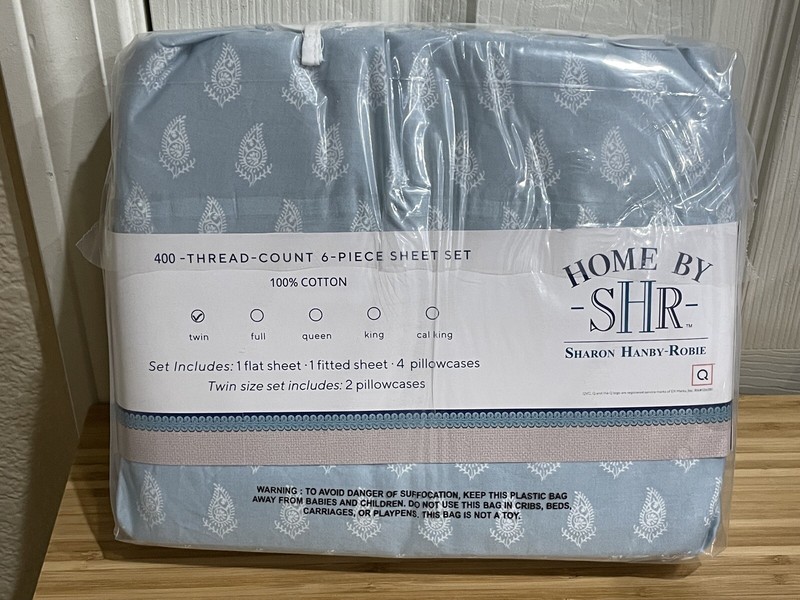 400-THREAD-COUNT 6-PIECE SHEET SET
100% COTTON
twin full queen king cal king
Set Includes: 1 flat sheet · 1 fitted sheet · 4 pillowcases
Twin size set includes: 2 pillowcases
HOME BY
-SHR-™
SHARON HANBY-ROBIE
Q
WARNING : TO AVOID DANGER OF SUFFOCATION, KEEP THIS PLASTIC BAG
AWAY FROM BABIES AND CHILDREN. DO NOT USE THIS BAG IN CRIBS, BEDS,
CARRIAGES, OR PLAYPENS. THIS BAG IS NOT A TOY.